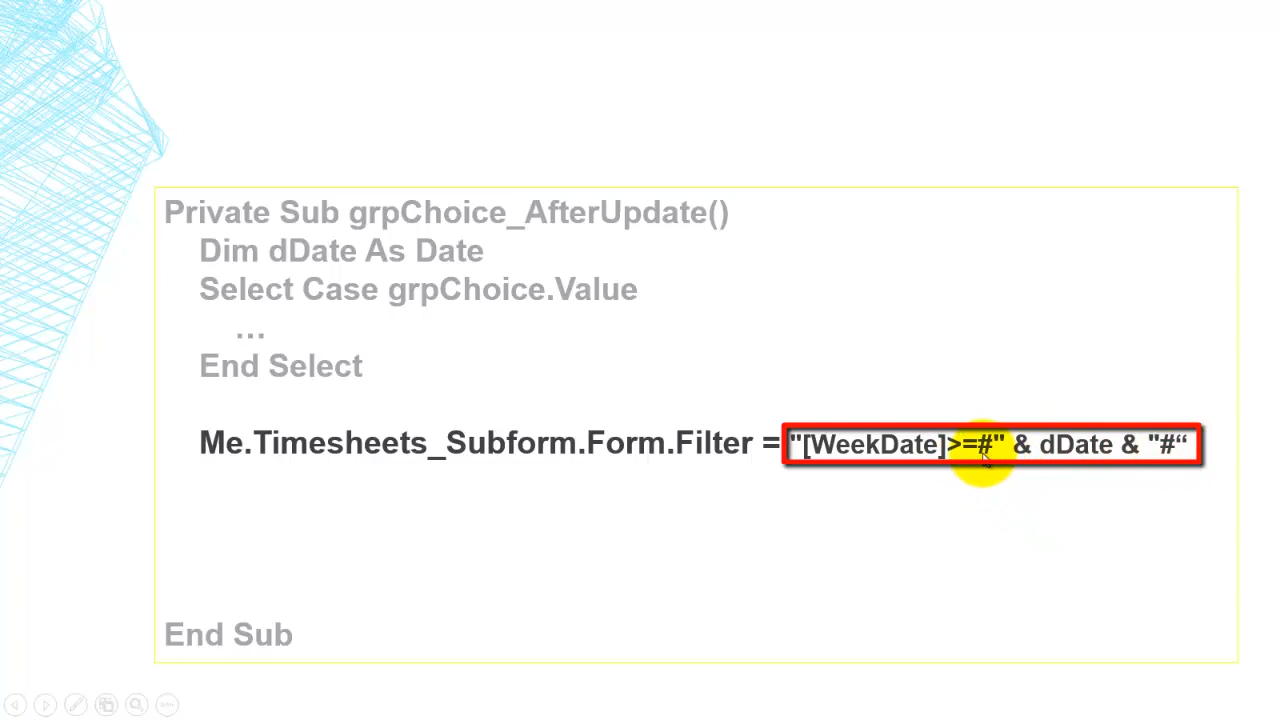 Private Sub grpChoice_AfterUpdate()
Dim dDate As Date
Select Case grpChoice.Value
…
End Select
Me.Timesheets_Subform.Form.Filter = "[WeekDate]>=#" & dDate & "#“
End Sub